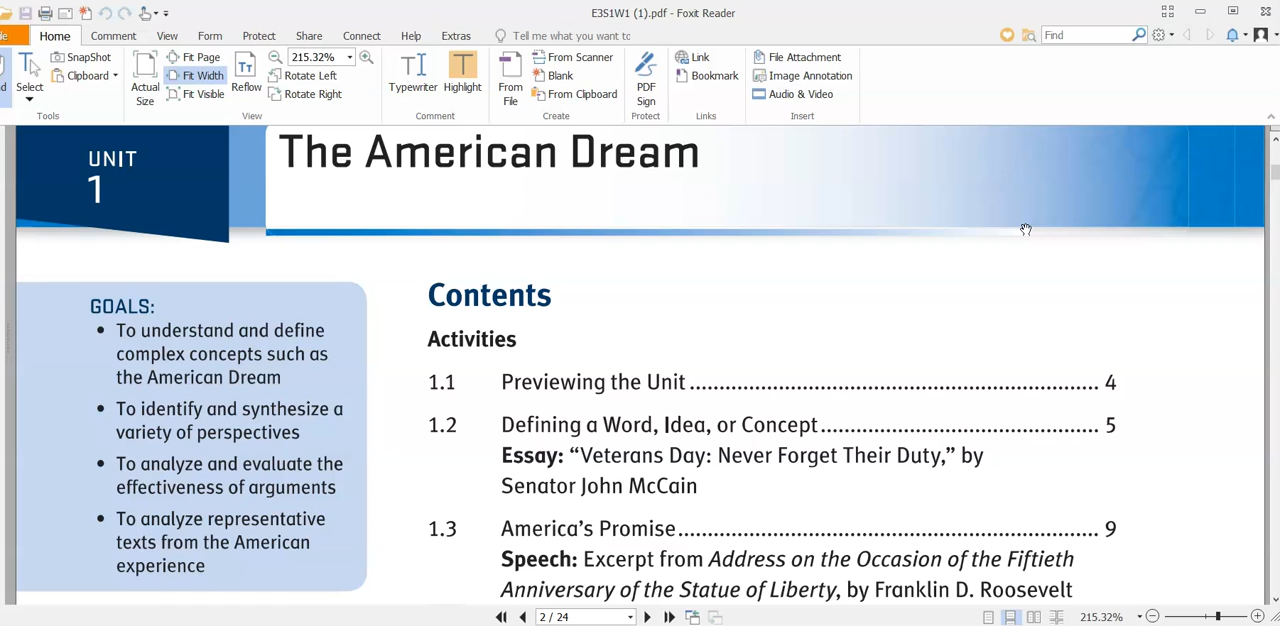 E3S1W1 (1).pdf - Foxit Reader
Home Comment View Form Protect Share Connect Help Extras Tell me what you want to Find
Select
SnapShot
Clipboard
Tools
Actual Size
Fit Page
Fit Width
Fit Visible
Reflow
215.32%
Rotate Left
Rotate Right
View
Typewriter
Highlight
Comment
From File
From Scanner
Blank
From Clipboard
Create
PDF Sign
Protect
Link
Bookmark
Links
File Attachment
Image Annotation
Audio & Video
Insert
UNIT
1
The American Dream
GOALS:
• To understand and define
complex concepts such as
the American Dream
• To identify and synthesize a
variety of perspectives
• To analyze and evaluate the
effectiveness of arguments
• To analyze representative
texts from the American
experience
Contents
Activities
1.1 Previewing the Unit ..................................................................... 4
1.2 Defining a Word, Idea, or Concept ............................................... 5
Essay: “Veterans Day: Never Forget Their Duty,” by
Senator John McCain
1.3 America’s Promise ....................................................................... 9
Speech: Excerpt from Address on the Occasion of the Fiftieth
Anniversary of the Statue of Liberty, by Franklin D. Roosevelt
2 / 24
215.32%